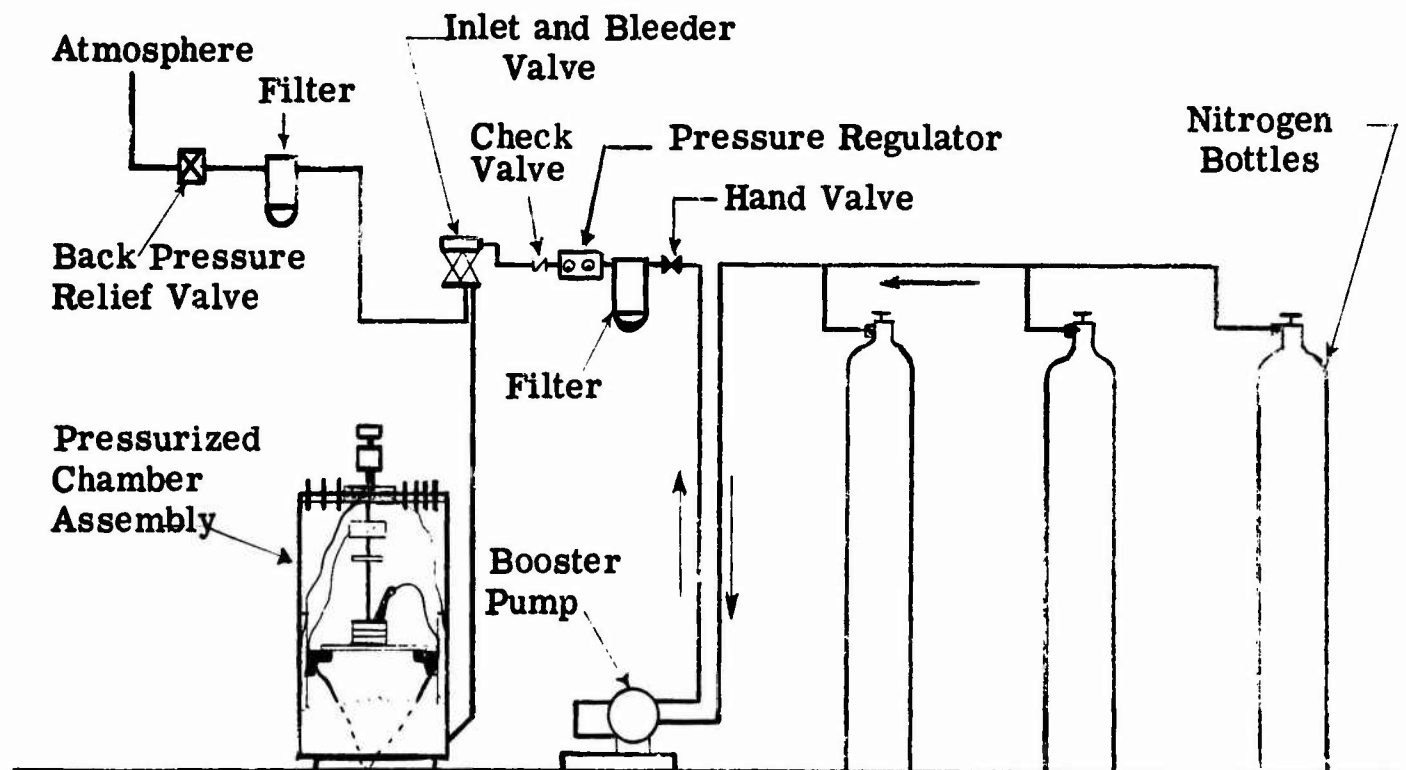 Atmosphere
Filter
Inlet and Bleeder
Valve
Check
Valve
Pressure Regulator
Hand Valve
Nitrogen
Bottles
Back Pressure
Relief Valve
Filter
Pressurized
Chamber
Assembly
Booster
Pump